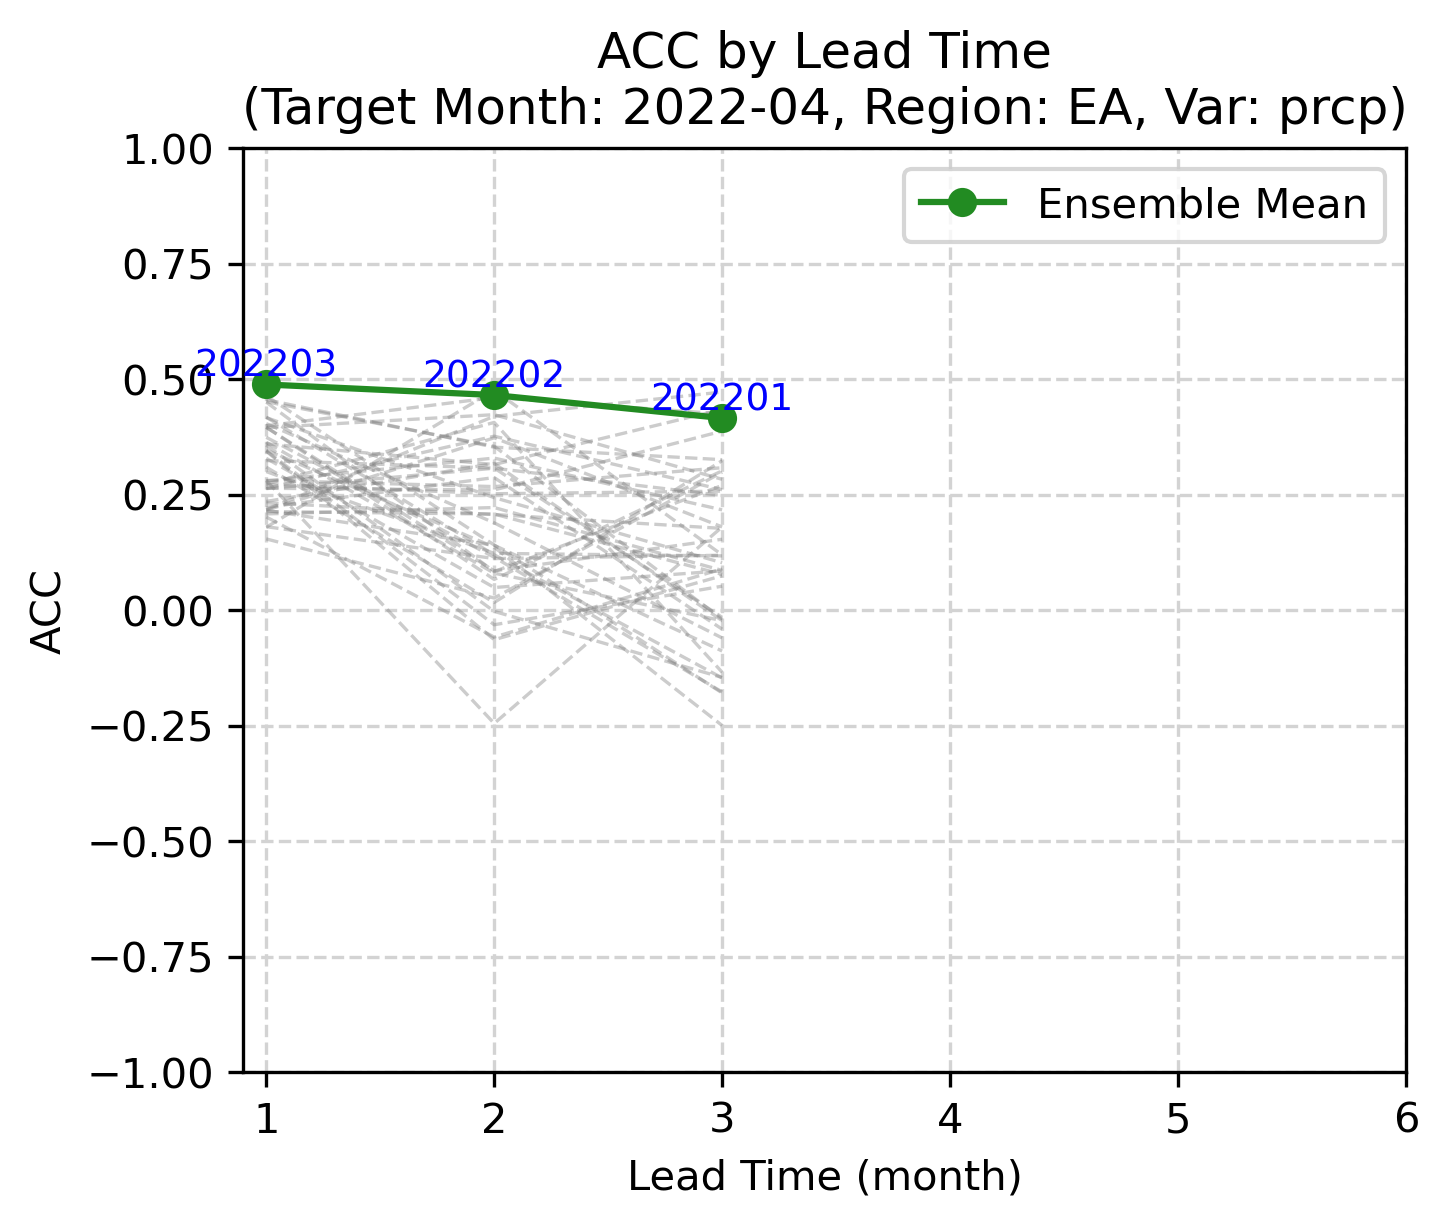 ACC by Lead Time
(Target Month: 2022-04, Region: EA, Var: prcp)
Ensemble Mean
1.00
0.75
0.50
0.25
0.00
−0.25
−0.50
−0.75
−1.00
202203
202202
202201
ACC
1 2 3 4 5 6
Lead Time (month)